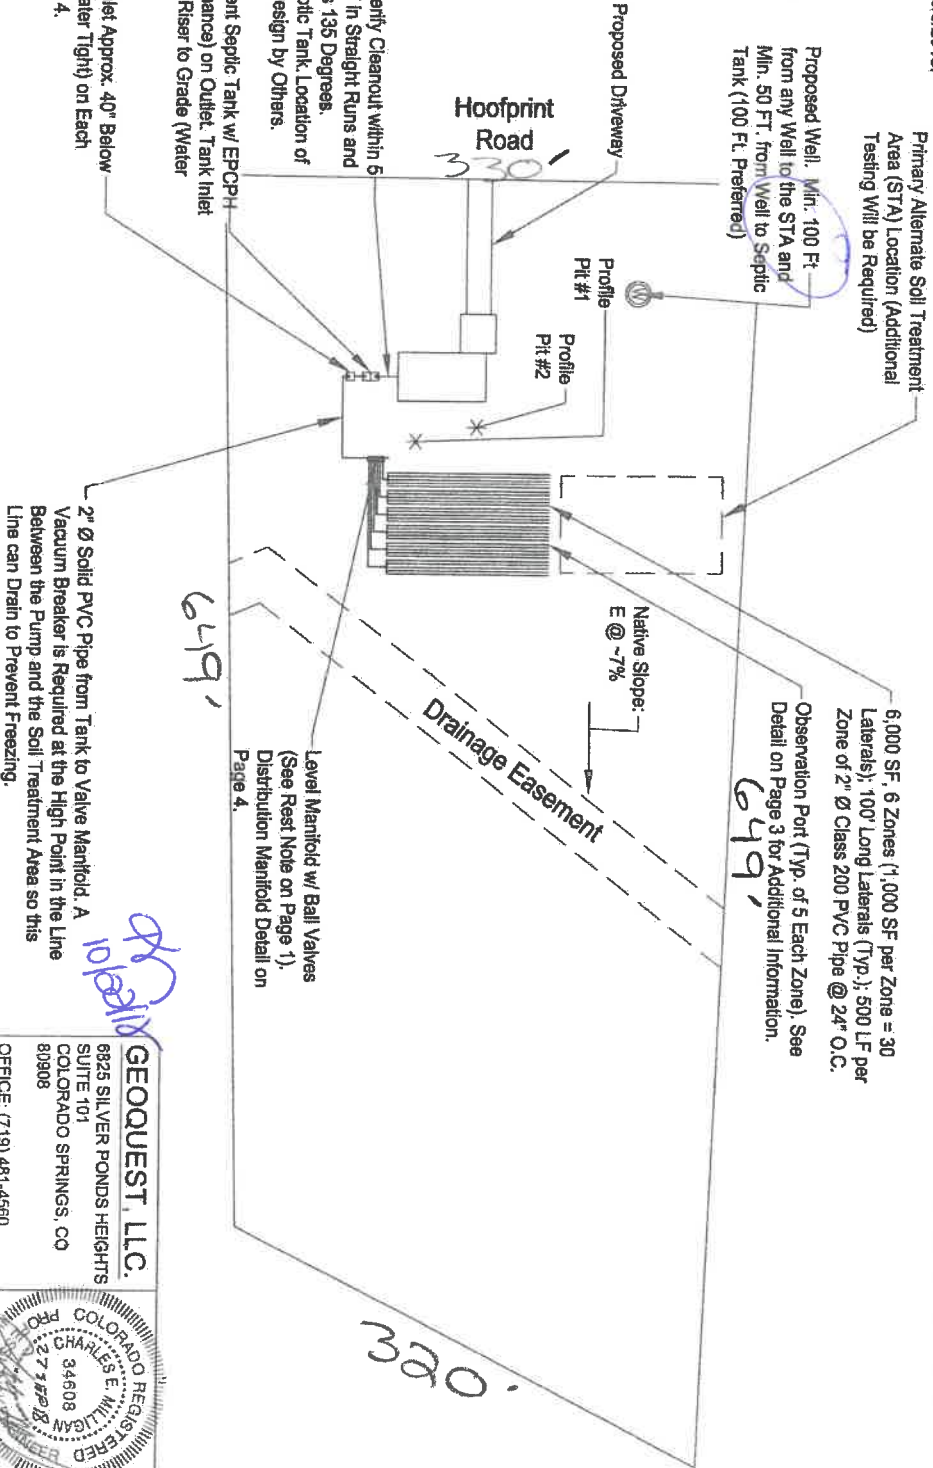 Primary Alternate Soil Treatment
Area (STA) Location (Additional
Testing Will be Required)
Proposed Well. Min. 100 Ft
from any Well to the STA and
Min. 50 FT. from Well to Septic
Tank (100 Ft. Preferred)
Proposed Driveway
Hoofprint
Road
330'
Profile
Pit #1
Profile
Pit #2
erify Cleanout within 5
in Straight Runs and
s 135 Degrees.
ptic Tank. Location of
esign by Others.
ent Septic Tank w/ EPCPH
ance) on Outlet. Tank Inlet
Riser to Grade (Water
let Approx. 40" Below
ater Tight) on Each
4.
6,000 SF, 6 Zones (1,000 SF per Zone = 30
Laterals); 100' Long Laterals (Typ.); 500 LF per
Zone of 2" Ø Class 200 PVC Pipe @ 24" O.C.
Observation Port (Typ. of 5 Each Zone). See
Detail on Page 3 for Additional Information.
649'
Native Slope:
E @ ~7%
Drainage Easement
Level Manifold w/ Ball Valves
(See Rest Note on Page 1).
Distribution Manifold Detail on
Page 4.
649'
2" Ø Solid PVC Pipe from Tank to Valve Manifold. A
Vacuum Breaker is Required at the High Point in the Line
Between the Pump and the Soil Treatment Area so this
Line can Drain to Prevent Freezing.
320'
GEOQUEST, LLC.
6825 SILVER PONDS HEIGHTS
SUITE 101
COLORADO SPRINGS, CO
80908
OFFICE: (719) 481-4560
COLORADO REGISTERED
CHARLES E. MILLIGAN
34608
27 SEP 18